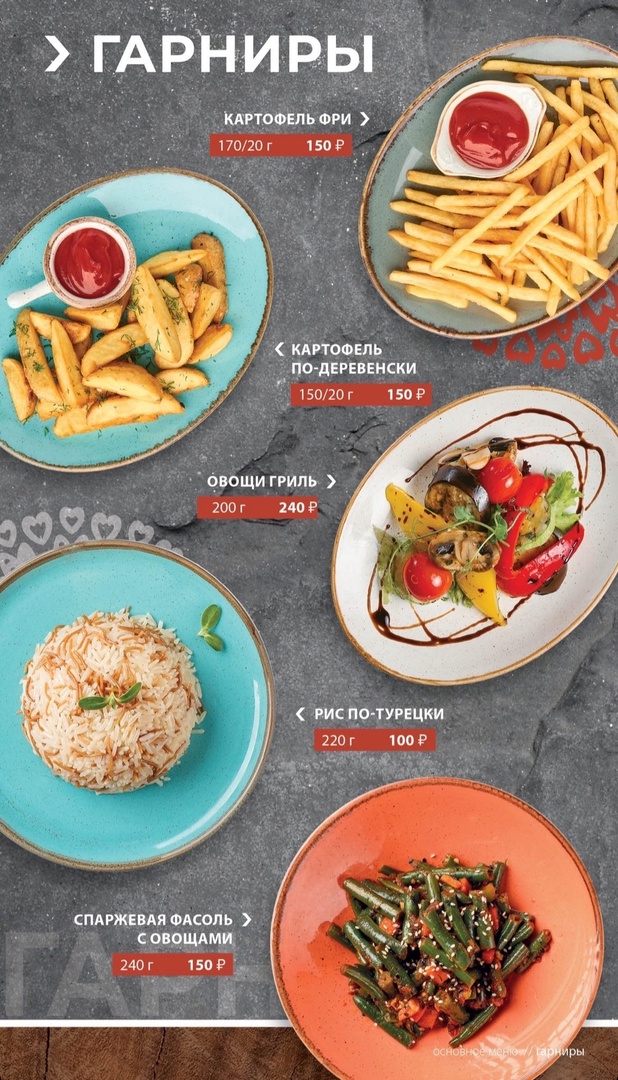 ГАРНИРЫ
КАРТОФЕЛЬ ФРИ
170/20 г 150 ₽
КАРТОФЕЛЬ
ПО-ДЕРЕВЕНСКИ
150/20 г 150 ₽
ОВОЩИ ГРИЛЬ
200 г 240 ₽
РИС ПО-ТУРЕЦКИ
220 г 100 ₽
СПАРЖЕВАЯ ФАСОЛЬ
С ОВОЩАМИ
240 г 150 ₽
ГАРН
основное меню // гарниры